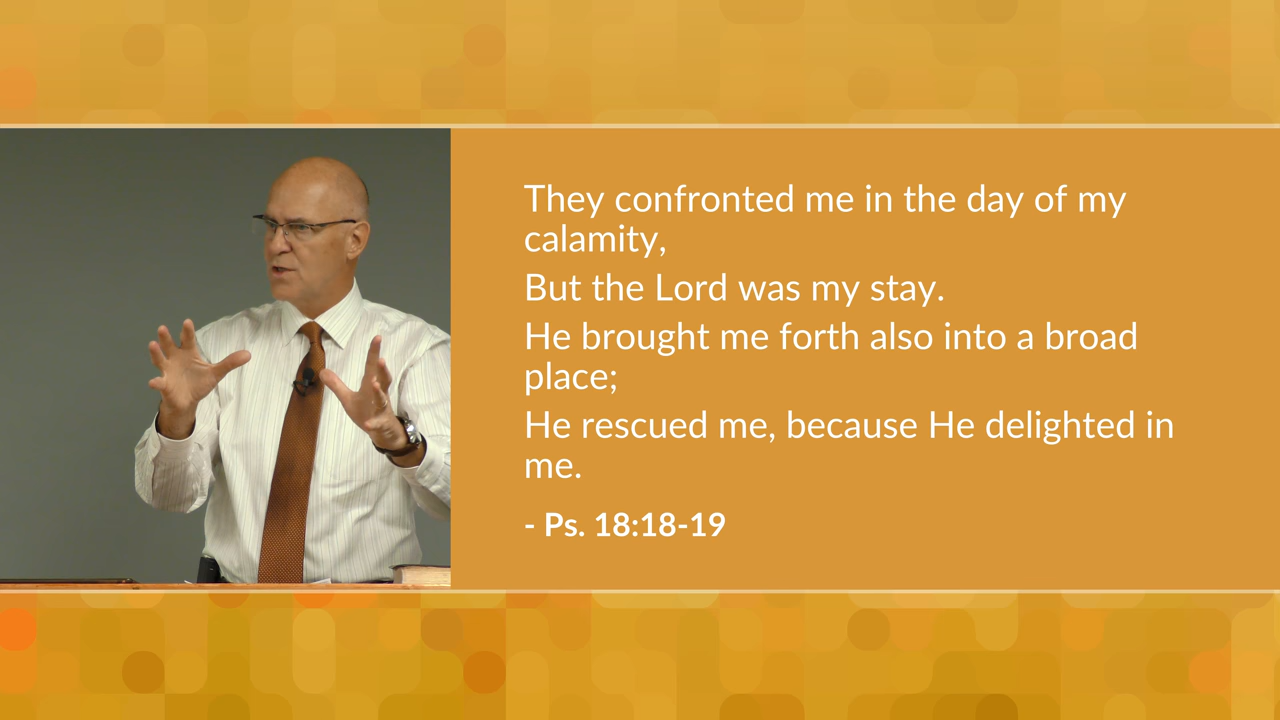 They confronted me in the day of my
calamity,
But the Lord was my stay.
He brought me forth also into a broad
place;
He rescued me, because He delighted in
me.
- Ps. 18:18-19